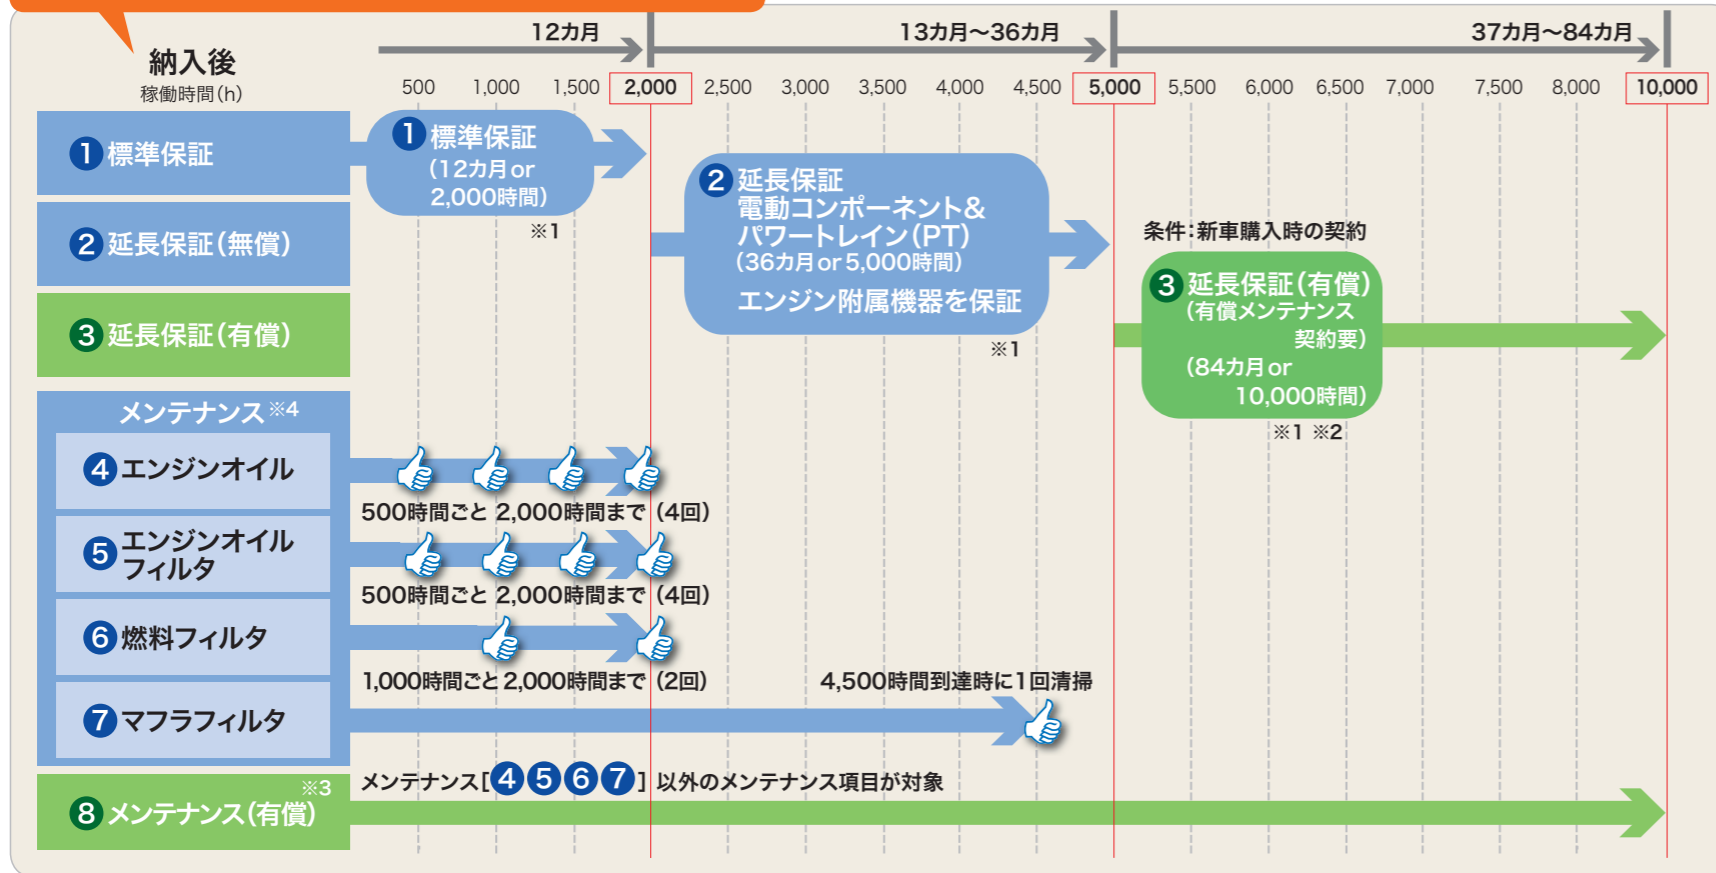 12カ月
13カ月～36カ月
37カ月～84カ月
納入後
稼働時間(h)
500 1,000 1,500 2,000 2,500 3,000 3,500 4,000 4,500 5,000 5,500 6,000 6,500 7,000 7,500 8,000 10,000
1 標準保証
1 標準保証
(12カ月or
2,000時間)
※1
2 延長保証(無償)
2 延長保証
電動コンポーネント&
パワートレイン(PT)
(36カ月or 5,000時間)
エンジン附属機器を保証
※1
3 延長保証(有償)
条件:新車購入時の契約
3 延長保証(有償)
(有償メンテナンス
契約要)
(84カ月or
10,000時間)
※1 ※2
メンテナンス※4
4 エンジンオイル
500時間ごと 2,000時間まで (4回)
5 エンジンオイル
フィルタ
500時間ごと 2,000時間まで (4回)
6 燃料フィルタ
1,000時間ごと 2,000時間まで (2回)
7 マフラフィルタ
4,500時間到達時に1回清掃
8 メンテナンス(有償)
※3
メンテナンス[4 5 6 7] 以外のメンテナンス項目が対象